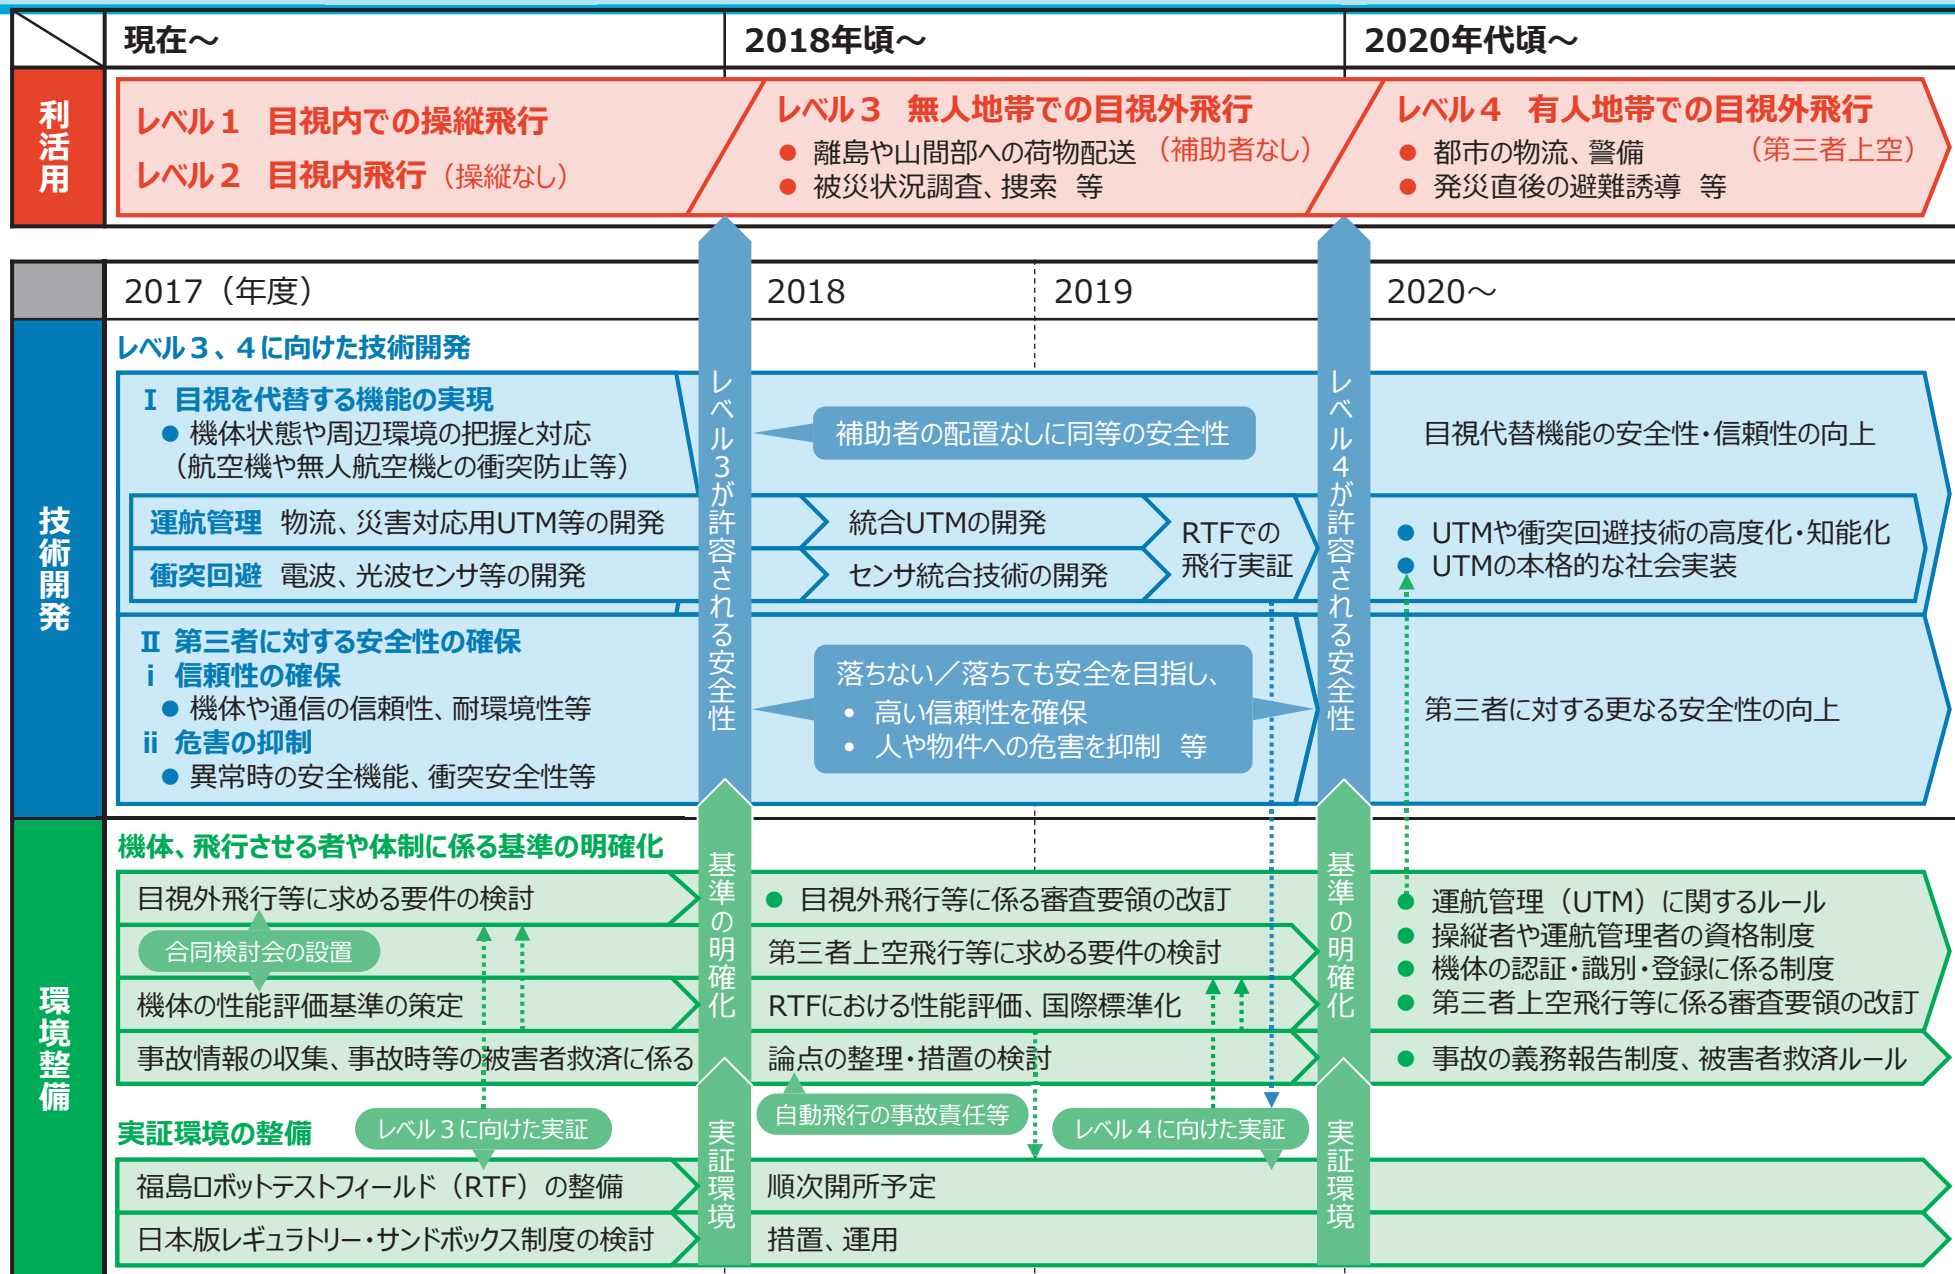 現在～
2018年頃～
2020年代頃～
利活用
レベル１　目視内での操縦飛行
レベル２　目視内飛行（操縦なし）
レベル３　無人地帯での目視外飛行
● 離島や山間部への荷物配送（補助者なし）
● 被災状況調査、捜索　等
レベル４　有人地帯での目視外飛行
● 都市の物流、警備（第三者上空）
● 発災直後の避難誘導　等
2017（年度）
2018
2019
2020～
技術開発
レベル３、４に向けた技術開発
Ⅰ 目視を代替する機能の実現
● 機体状態や周辺環境の把握と対応
（航空機や無人航空機との衝突防止等）
補助者の配置なしに同等の安全性
目視代替機能の安全性・信頼性の向上
運航管理　物流、災害対応用UTM等の開発
統合UTMの開発
衝突回避　電波、光波センサ等の開発
センサ統合技術の開発
RTFでの
飛行実証
● UTMや衝突回避技術の高度化・知能化
● UTMの本格的な社会実装
Ⅱ 第三者に対する安全性の確保
ⅰ 信頼性の確保
● 機体や通信の信頼性、耐環境性等
ⅱ 危害の抑制
● 異常時の安全機能、衝突安全性等
落ちない／落ちても安全を目指し、
• 高い信頼性を確保
• 人や物件への危害を抑制　等
第三者に対する更なる安全性の向上
レベル３が許容される安全性
レベル４が許容される安全性
環境整備
機体、飛行させる者や体制に係る基準の明確化
目視外飛行等に求める要件の検討
● 目視外飛行等に係る審査要領の改訂
合同検討会の設置
第三者上空飛行等に求める要件の検討
機体の性能評価基準の策定
RTFにおける性能評価、国際標準化
● 運航管理（UTM）に関するルール
● 操縦者や運航管理者の資格制度
● 機体の認証・識別・登録に係る制度
● 第三者上空飛行等に係る審査要領の改訂
事故情報の収集、事故時等の被害者救済に係る
論点の整理・措置の検討
● 事故の義務報告制度、被害者救済ルール
基準の明確化
基準の明確化
自動飛行の事故責任等
実証環境の整備
レベル３に向けた実証
レベル４に向けた実証
福島ロボットテストフィールド（RTF）の整備
順次開所予定
日本版レギュラトリー・サンドボックス制度の検討
措置、運用
実証環境
実証環境